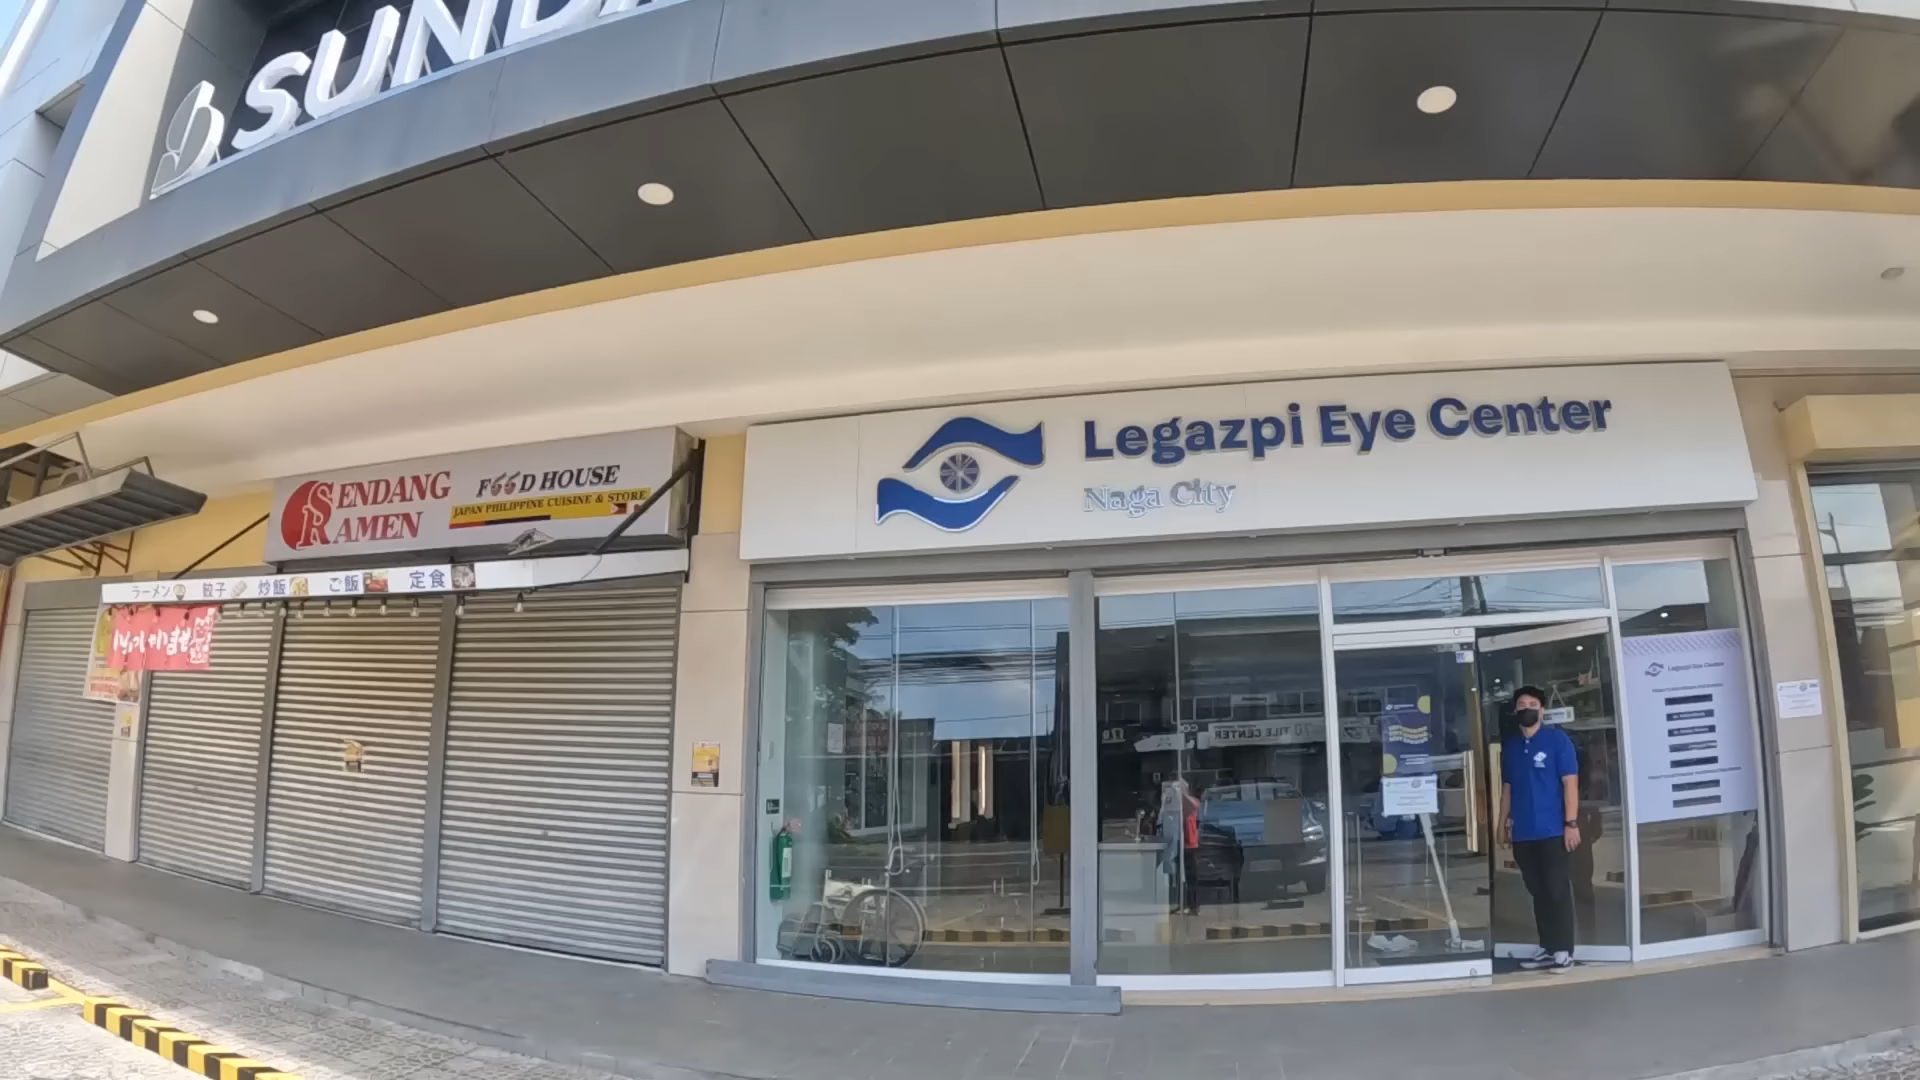 SUNDA
SENDANG
RAMEN
FOOD HOUSE
JAPAN PHILIPPINE CUISINE & STORE
ラーメン 餃子 炒飯 ご飯 定食
いらっしゃいませ
Legazpi Eye Center
Naga City
TILE CENTER
Legazpi Eye Center